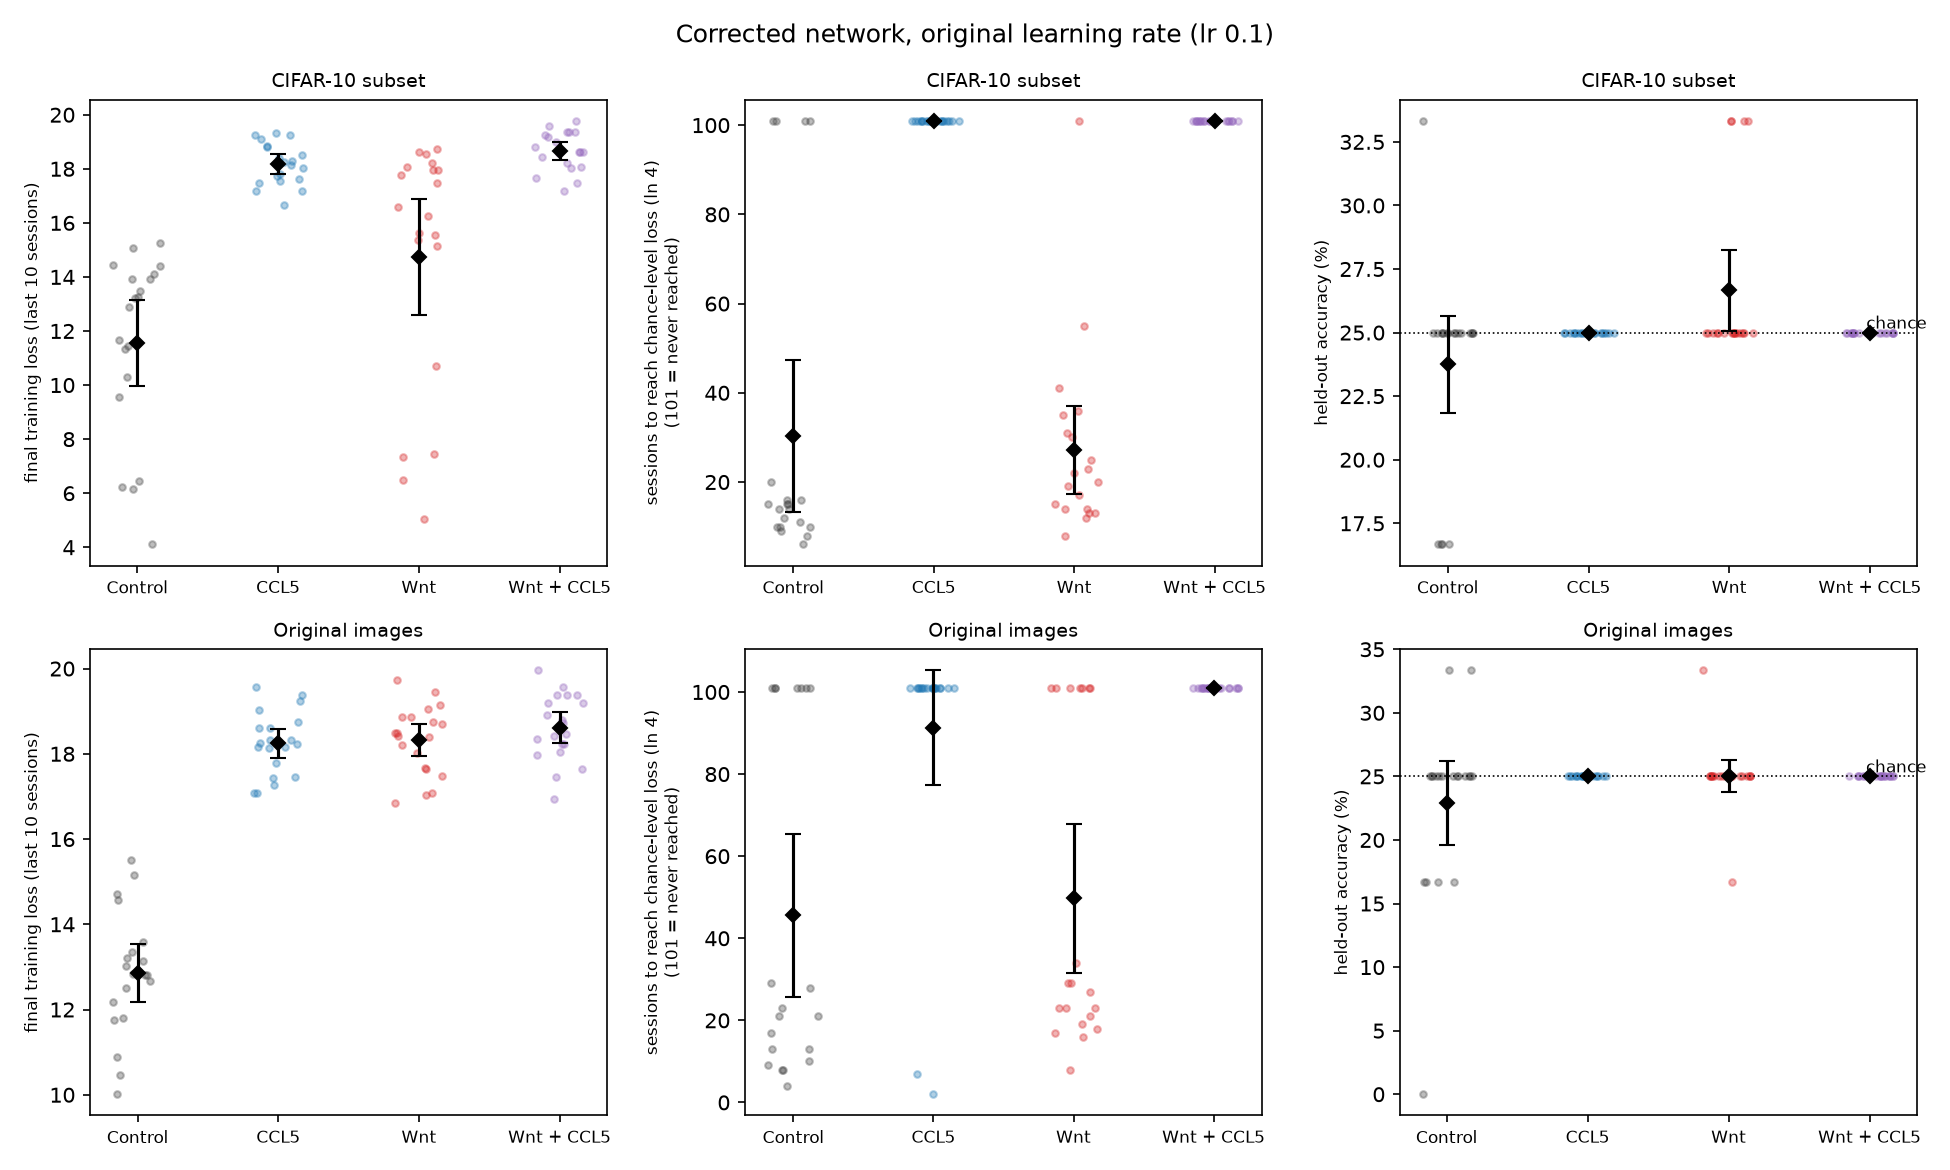 Corrected network, original learning rate (lr 0.1)
CIFAR-10 subset
final training loss (last 10 sessions)
20
18
16
14
12
10
8
6
4
Control
CCL5
Wnt
Wnt + CCL5
CIFAR-10 subset
sessions to reach chance-level loss (ln 4)
(101 = never reached)
100
80
60
40
20
Control
CCL5
Wnt
Wnt + CCL5
CIFAR-10 subset
held-out accuracy (%)
32.5
30.0
27.5
25.0
22.5
20.0
17.5
chance
Control
CCL5
Wnt
Wnt + CCL5
Original images
final training loss (last 10 sessions)
20
18
16
14
12
10
Control
CCL5
Wnt
Wnt + CCL5
Original images
sessions to reach chance-level loss (ln 4)
(101 = never reached)
100
80
60
40
20
0
Control
CCL5
Wnt
Wnt + CCL5
Original images
held-out accuracy (%)
35
30
25
20
15
10
5
0
chance
Control
CCL5
Wnt
Wnt + CCL5